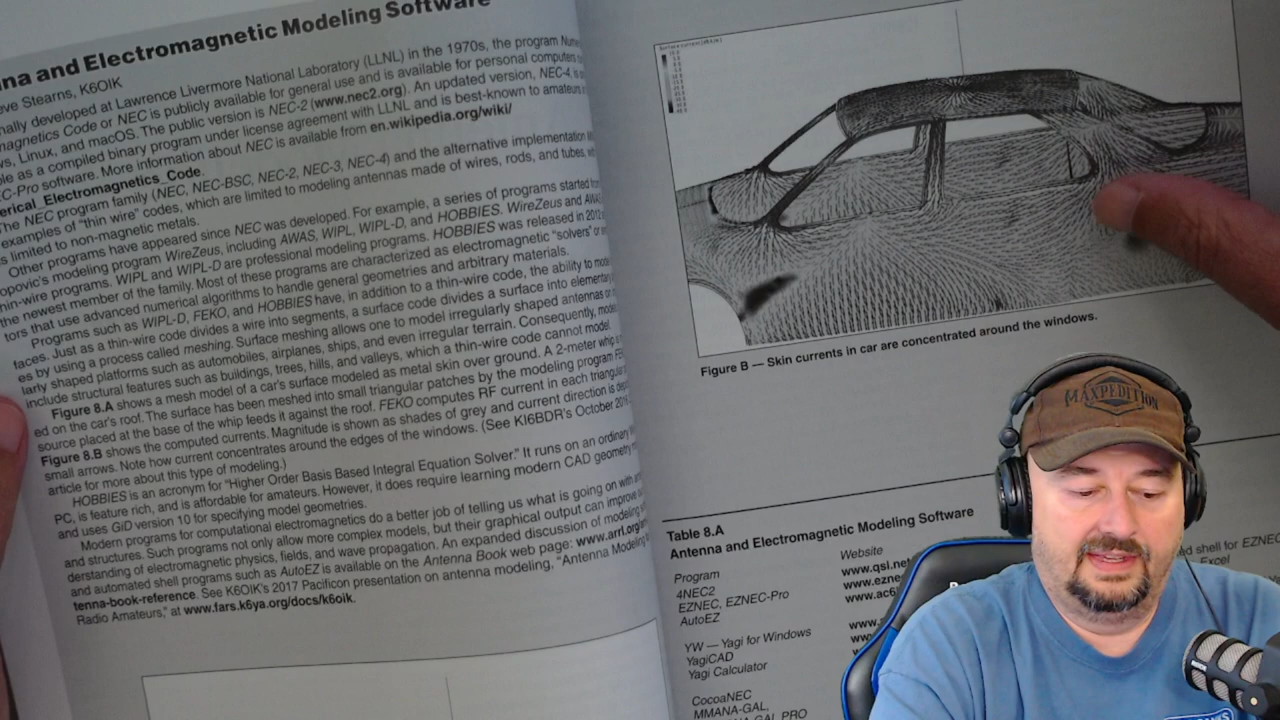 na and Electromagnetic Modeling Software
eve Stearns, K6OIK
nally developed at Lawrence Livermore National Laboratory (LLNL) in the 1970s, the program
magnetics Code or NEC is publicly available for general use and is available for personal computers
ws, Linux, and macOS. The public version is NEC-2 (www.nec2.org). An updated version, NEC-4, is
le as a compiled binary program under license agreement with LLNL and is best-known to amateurs
EC-Pro software. More information about NEC is available from en.wikipedia.org/wiki/
erical_Electromagnetics_Code.
The NEC program family (NEC, NEC-BSC, NEC-2, NEC-3, NEC-4) and the alternative implementation
examples of "thin wire" codes, which are limited to modeling antennas made of wires, rods, and tubes,
s limited to non-magnetic metals.
Other programs have appeared since NEC was developed. For example, a series of programs started
opovic's modeling program WireZeus, including AWAS, WIPL, WIPL-D, and HOBBIES. WireZeus and AWAS
hin-wire programs. WIPL and WIPL-D are professional modeling programs. HOBBIES was released in 2012
the newest member of the family. Most of these programs are characterized as electromagnetic "solvers" or
tors that use advanced numerical algorithms to handle general geometries and arbitrary materials.
Programs such as WIPL-D, FEKO, and HOBBIES have, in addition to a thin-wire code, the ability to model
faces. Just as a thin-wire code divides a wire into segments, a surface code divides a surface into elementary
es by using a process called meshing. Surface meshing allows one to model irregularly shaped antennas or
larly shaped platforms such as automobiles, airplanes, ships, and even irregular terrain. Consequently,
include structural features such as buildings, trees, hills, and valleys, which a thin-wire code cannot model.
Figure 8.A shows a mesh model of a car's surface modeled as metal skin over ground. A 2-meter whip
ed on the car's roof. The surface has been meshed into small triangular patches by the modeling program
source placed at the base of the whip feeds it against the roof. FEKO computes RF current in each triangular
Figure 8.B shows the computed currents. Magnitude is shown as shades of grey and current direction is
small arrows. Note how current concentrates around the edges of the windows. (See KI6BDR's October
article for more about this type of modeling.)
HOBBIES is an acronym for "Higher Order Basis Based Integral Equation Solver." It runs on an ordinary
PC, is feature rich, and is affordable for amateurs. However, it does require learning modern CAD geometry
and uses GiD version 10 for specifying model geometries.
Modern programs for computational electromagnetics do a better job of telling us what is going on with
and structures. Such programs not only allow more complex models, but their graphical output can improve
derstanding of electromagnetic physics, fields, and wave propagation. An expanded discussion of modeling
and automated shell programs such as AutoEZ is available on the Antenna Book web page: www.arrl.org/
tenna-book-reference. See K6OIK's 2017 Pacificon presentation on antenna modeling, "Antenna Modeling
Radio Amateurs," at www.fars.k6ya.org/docs/k6oik.
Figure B — Skin currents in car are concentrated around the windows.
Table 8.A
Antenna and Electromagnetic Modeling Software
Program Website
4NEC2 www.qsl.net
EZNEC, EZNEC-Pro www.ezne
AutoEZ www.ac6
d shell for EZNEC
Excel
YW — Yagi for Windows www.
YagiCAD
Yagi Calculator
CocoaNEC
MMANA-GAL,
NA-GAL PRO
MAXPEDITION